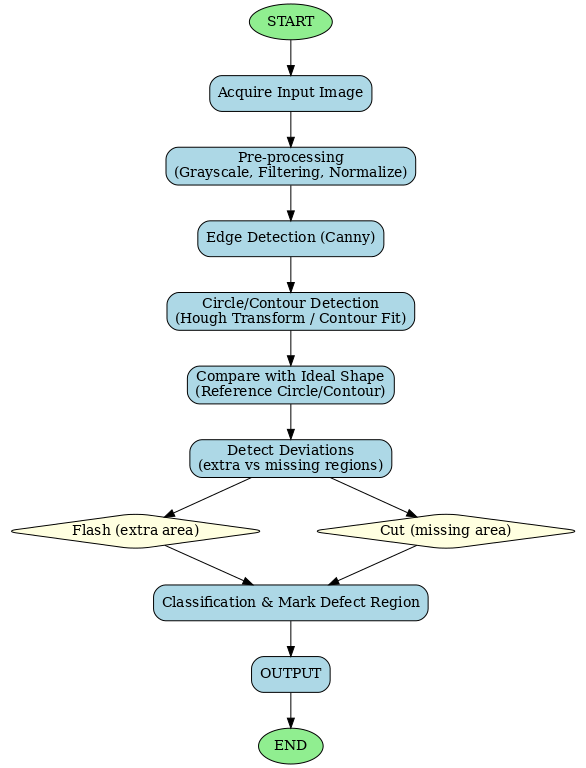 START
Acquire Input Image
Pre-processing
(Grayscale, Filtering, Normalize)
Edge Detection (Canny)
Circle/Contour Detection
(Hough Transform / Contour Fit)
Compare with Ideal Shape
(Reference Circle/Contour)
Detect Deviations
(extra vs missing regions)
Flash (extra area)
Cut (missing area)
Classification & Mark Defect Region
OUTPUT
END